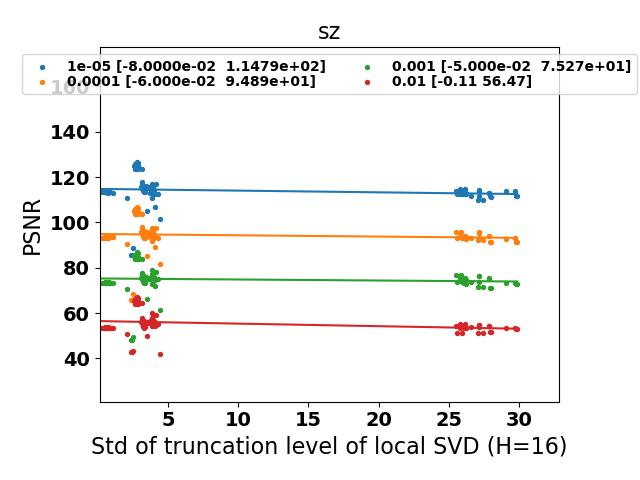 sz
1e-05 [-8.0000e-02  1.1479e+02]
0.0001 [-6.000e-02  9.489e+01]
0.001 [-5.000e-02  7.527e+01]
0.01 [-0.11 56.47]
160
140
120
100
80
60
40
PSNR
5 10 15 20 25 30
Std of truncation level of local SVD (H=16)